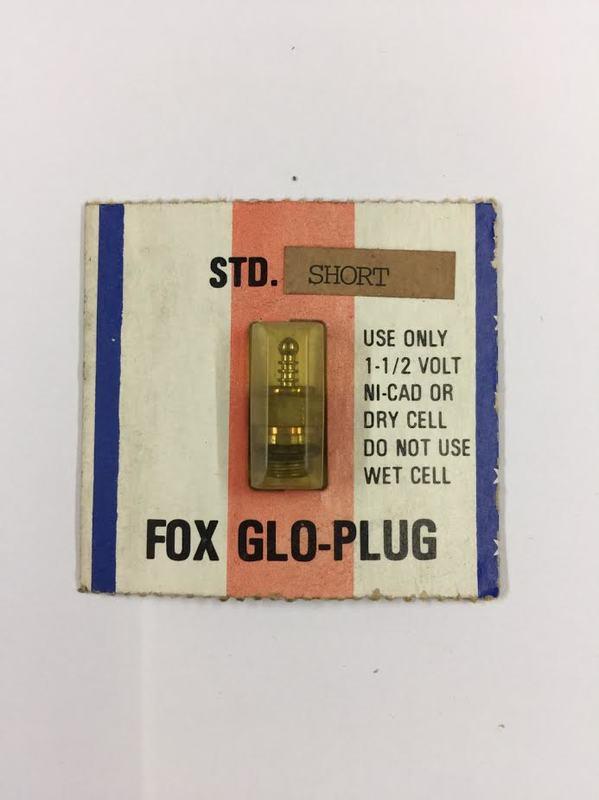 STD. SHORT
USE ONLY
1-1/2 VOLT
NI-CAD OR
DRY CELL
DO NOT USE
WET CELL
FOX GLO-PLUG